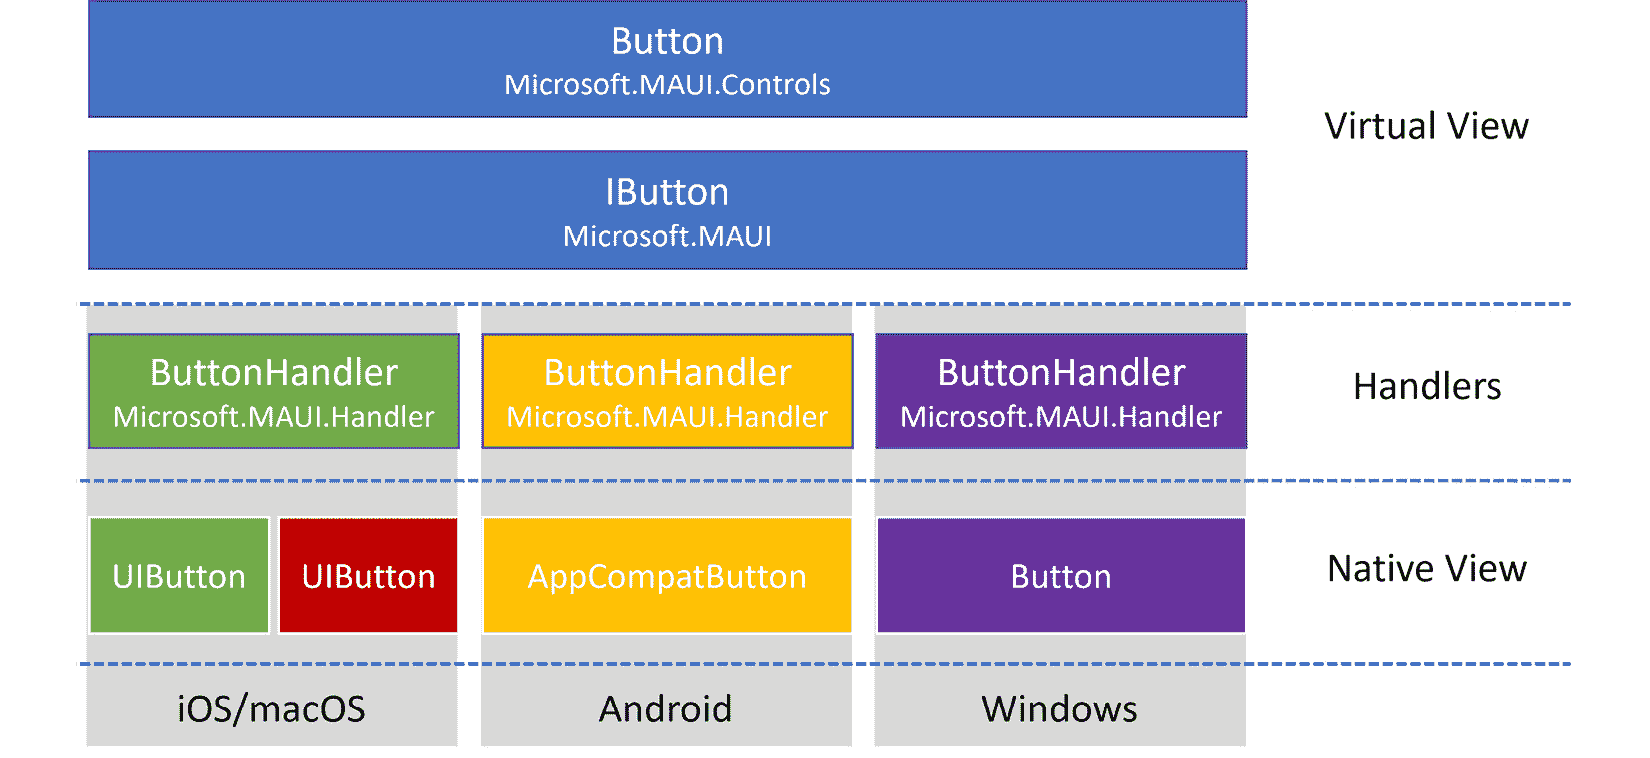 Button
Microsoft.MAUI.Controls
Virtual View
IButton
Microsoft.MAUI
ButtonHandler
Microsoft.MAUI.Handler
ButtonHandler
Microsoft.MAUI.Handler
ButtonHandler
Microsoft.MAUI.Handler
Handlers
UIButton
UIButton
AppCompatButton
Button
Native View
iOS/macOS
Android
Windows